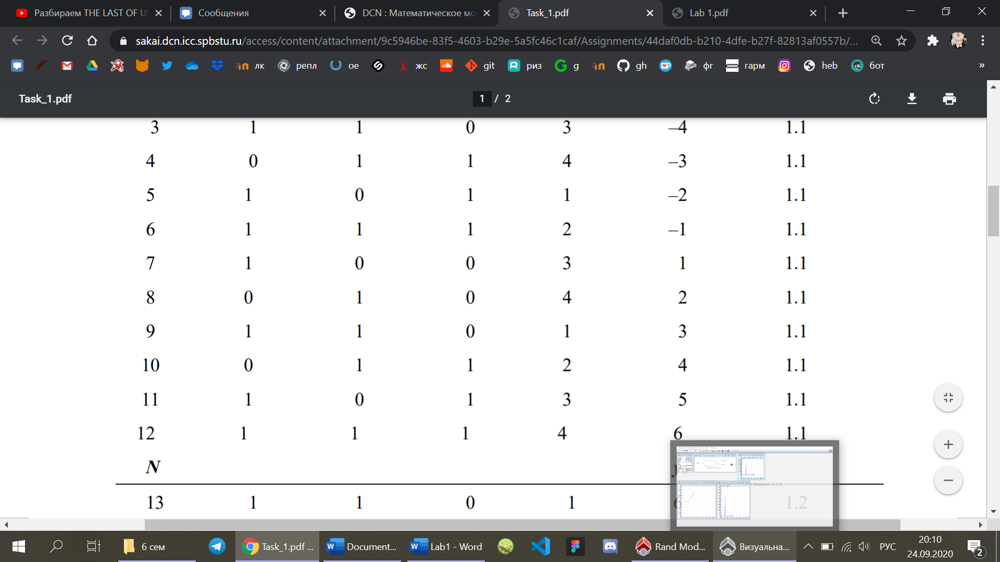 Разбираем THE LAST OF U
Сообщения
DCN : Математическое мо
Task_1.pdf
Lab 1.pdf
sakai.dcn.icc.spbstu.ru/access/content/attachment/9c5946be-83f5-4603-b29e-5a5fc46c1caf/Assignments/44daf0db-b210-4dfe-b27f-82813af0557b/...
лк репл oe жс git риз g gh фг гарм heb бот »
Task_1.pdf 1 / 2
3 1 1 0 3 –4 1.1
4 0 1 1 4 –3 1.1
5 1 0 1 1 –2 1.1
6 1 1 1 2 –1 1.1
7 1 0 0 3 1 1.1
8 0 1 0 4 2 1.1
9 1 1 0 1 3 1.1
10 0 1 1 2 4 1.1
11 1 0 1 3 5 1.1
12 1 1 1 4 6 1.1
N
13 1 1 0 1 6 1.2
Designer 7.2.5
6 сем
Task_1.pdf ...
Document...
Lab1 - Word
Rand Mod...
Визуальна...
РУС
20:10
24.09.2020
2